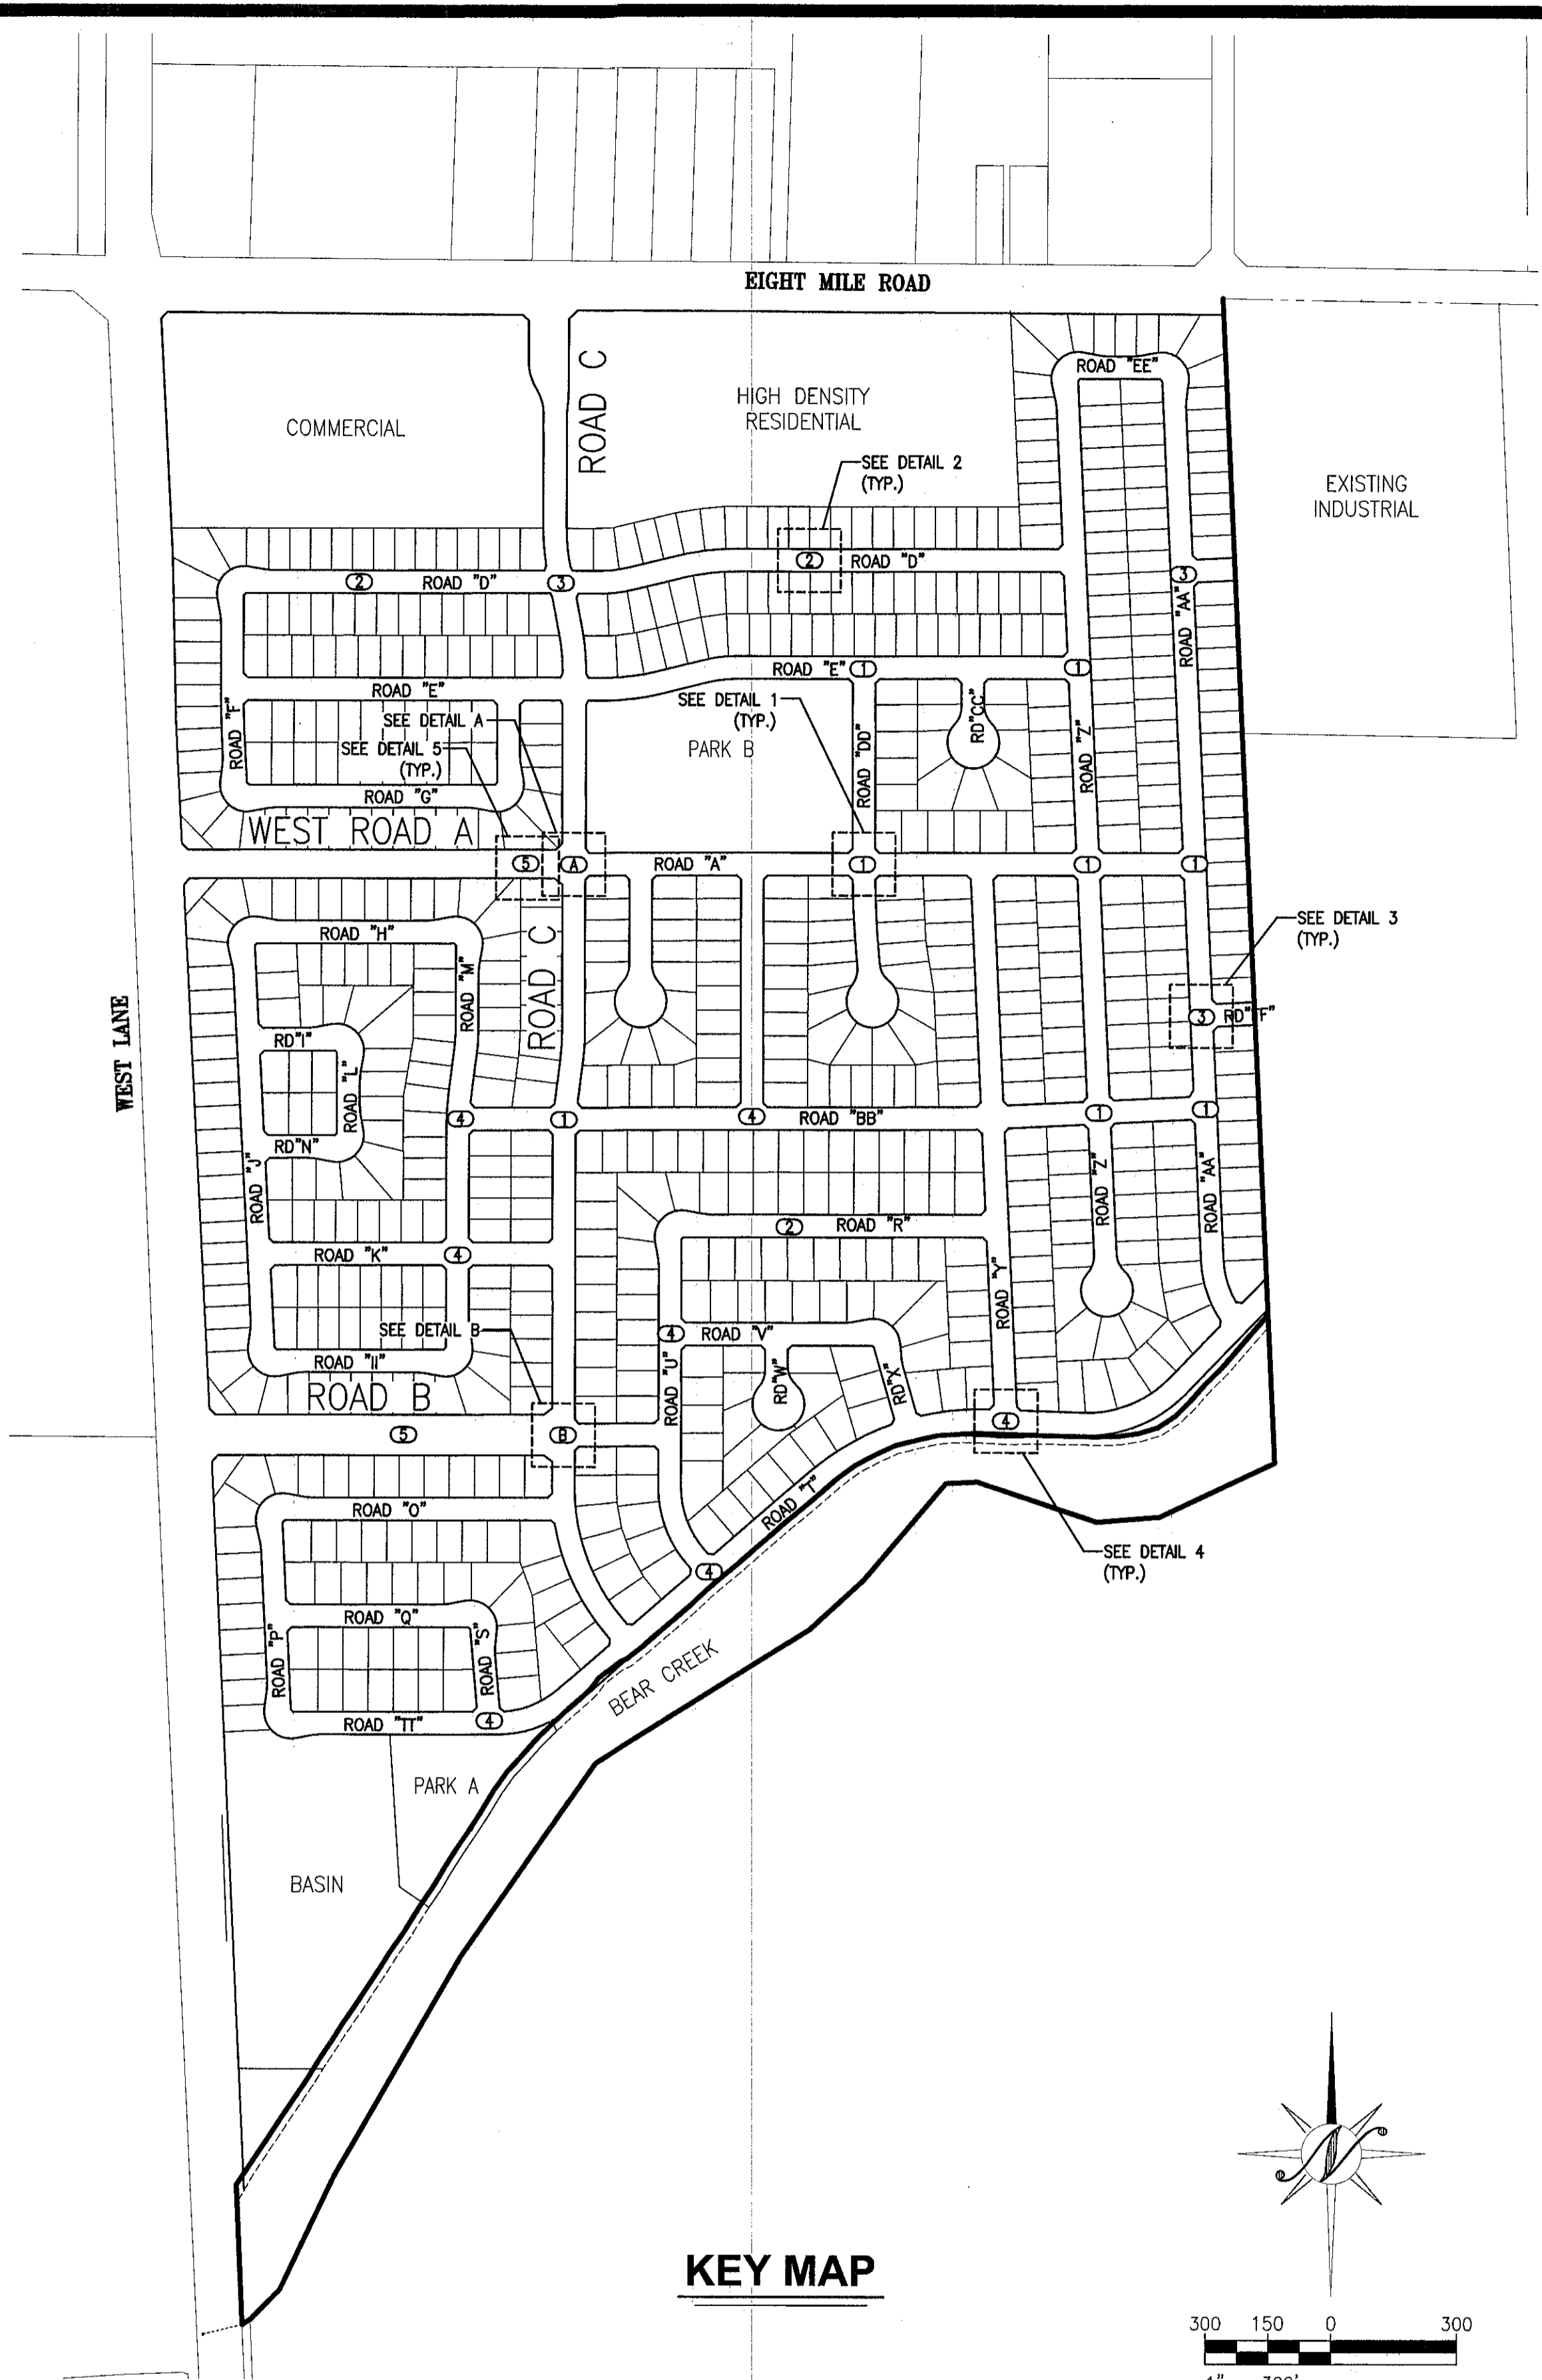 EIGHT MILE ROAD
ROAD "EE"
ROAD C
HIGH DENSITY
RESIDENTIAL
COMMERCIAL
SEE DETAIL 2
(TYP.)
EXISTING
INDUSTRIAL
2
ROAD "D"
2
ROAD "D"
3
3
ROAD "AA"
ROAD "E"
1
1
ROAD "E"
SEE DETAIL 1
(TYP.)
ROAD "F"
SEE DETAIL A
SEE DETAIL 5
(TYP.)
PARK B
ROAD "DD"
RD"CC"
ROAD "Z"
ROAD "G"
WEST ROAD A
5
A
ROAD "A"
1
1
1
SEE DETAIL 3
(TYP.)
ROAD "H"
ROAD "M"
ROAD C
WEST LANE
3
RD"F"
RD"I"
ROAD "L"
4
1
4
ROAD "BB"
1
1
RD"N"
ROAD "J"
ROAD "Z"
ROAD "AA"
2
ROAD "R"
ROAD "K"
4
ROAD "Y"
SEE DETAIL B
4
ROAD "V"
ROAD "II"
ROAD "U"
RD"W"
RD"X"
ROAD B
5
B
4
ROAD "O"
ROAD "T"
SEE DETAIL 4
(TYP.)
4
ROAD "Q"
ROAD "P"
ROAD "S"
BEAR CREEK
ROAD "TT"
4
PARK A
BASIN
N
KEY MAP
300 150 0 300